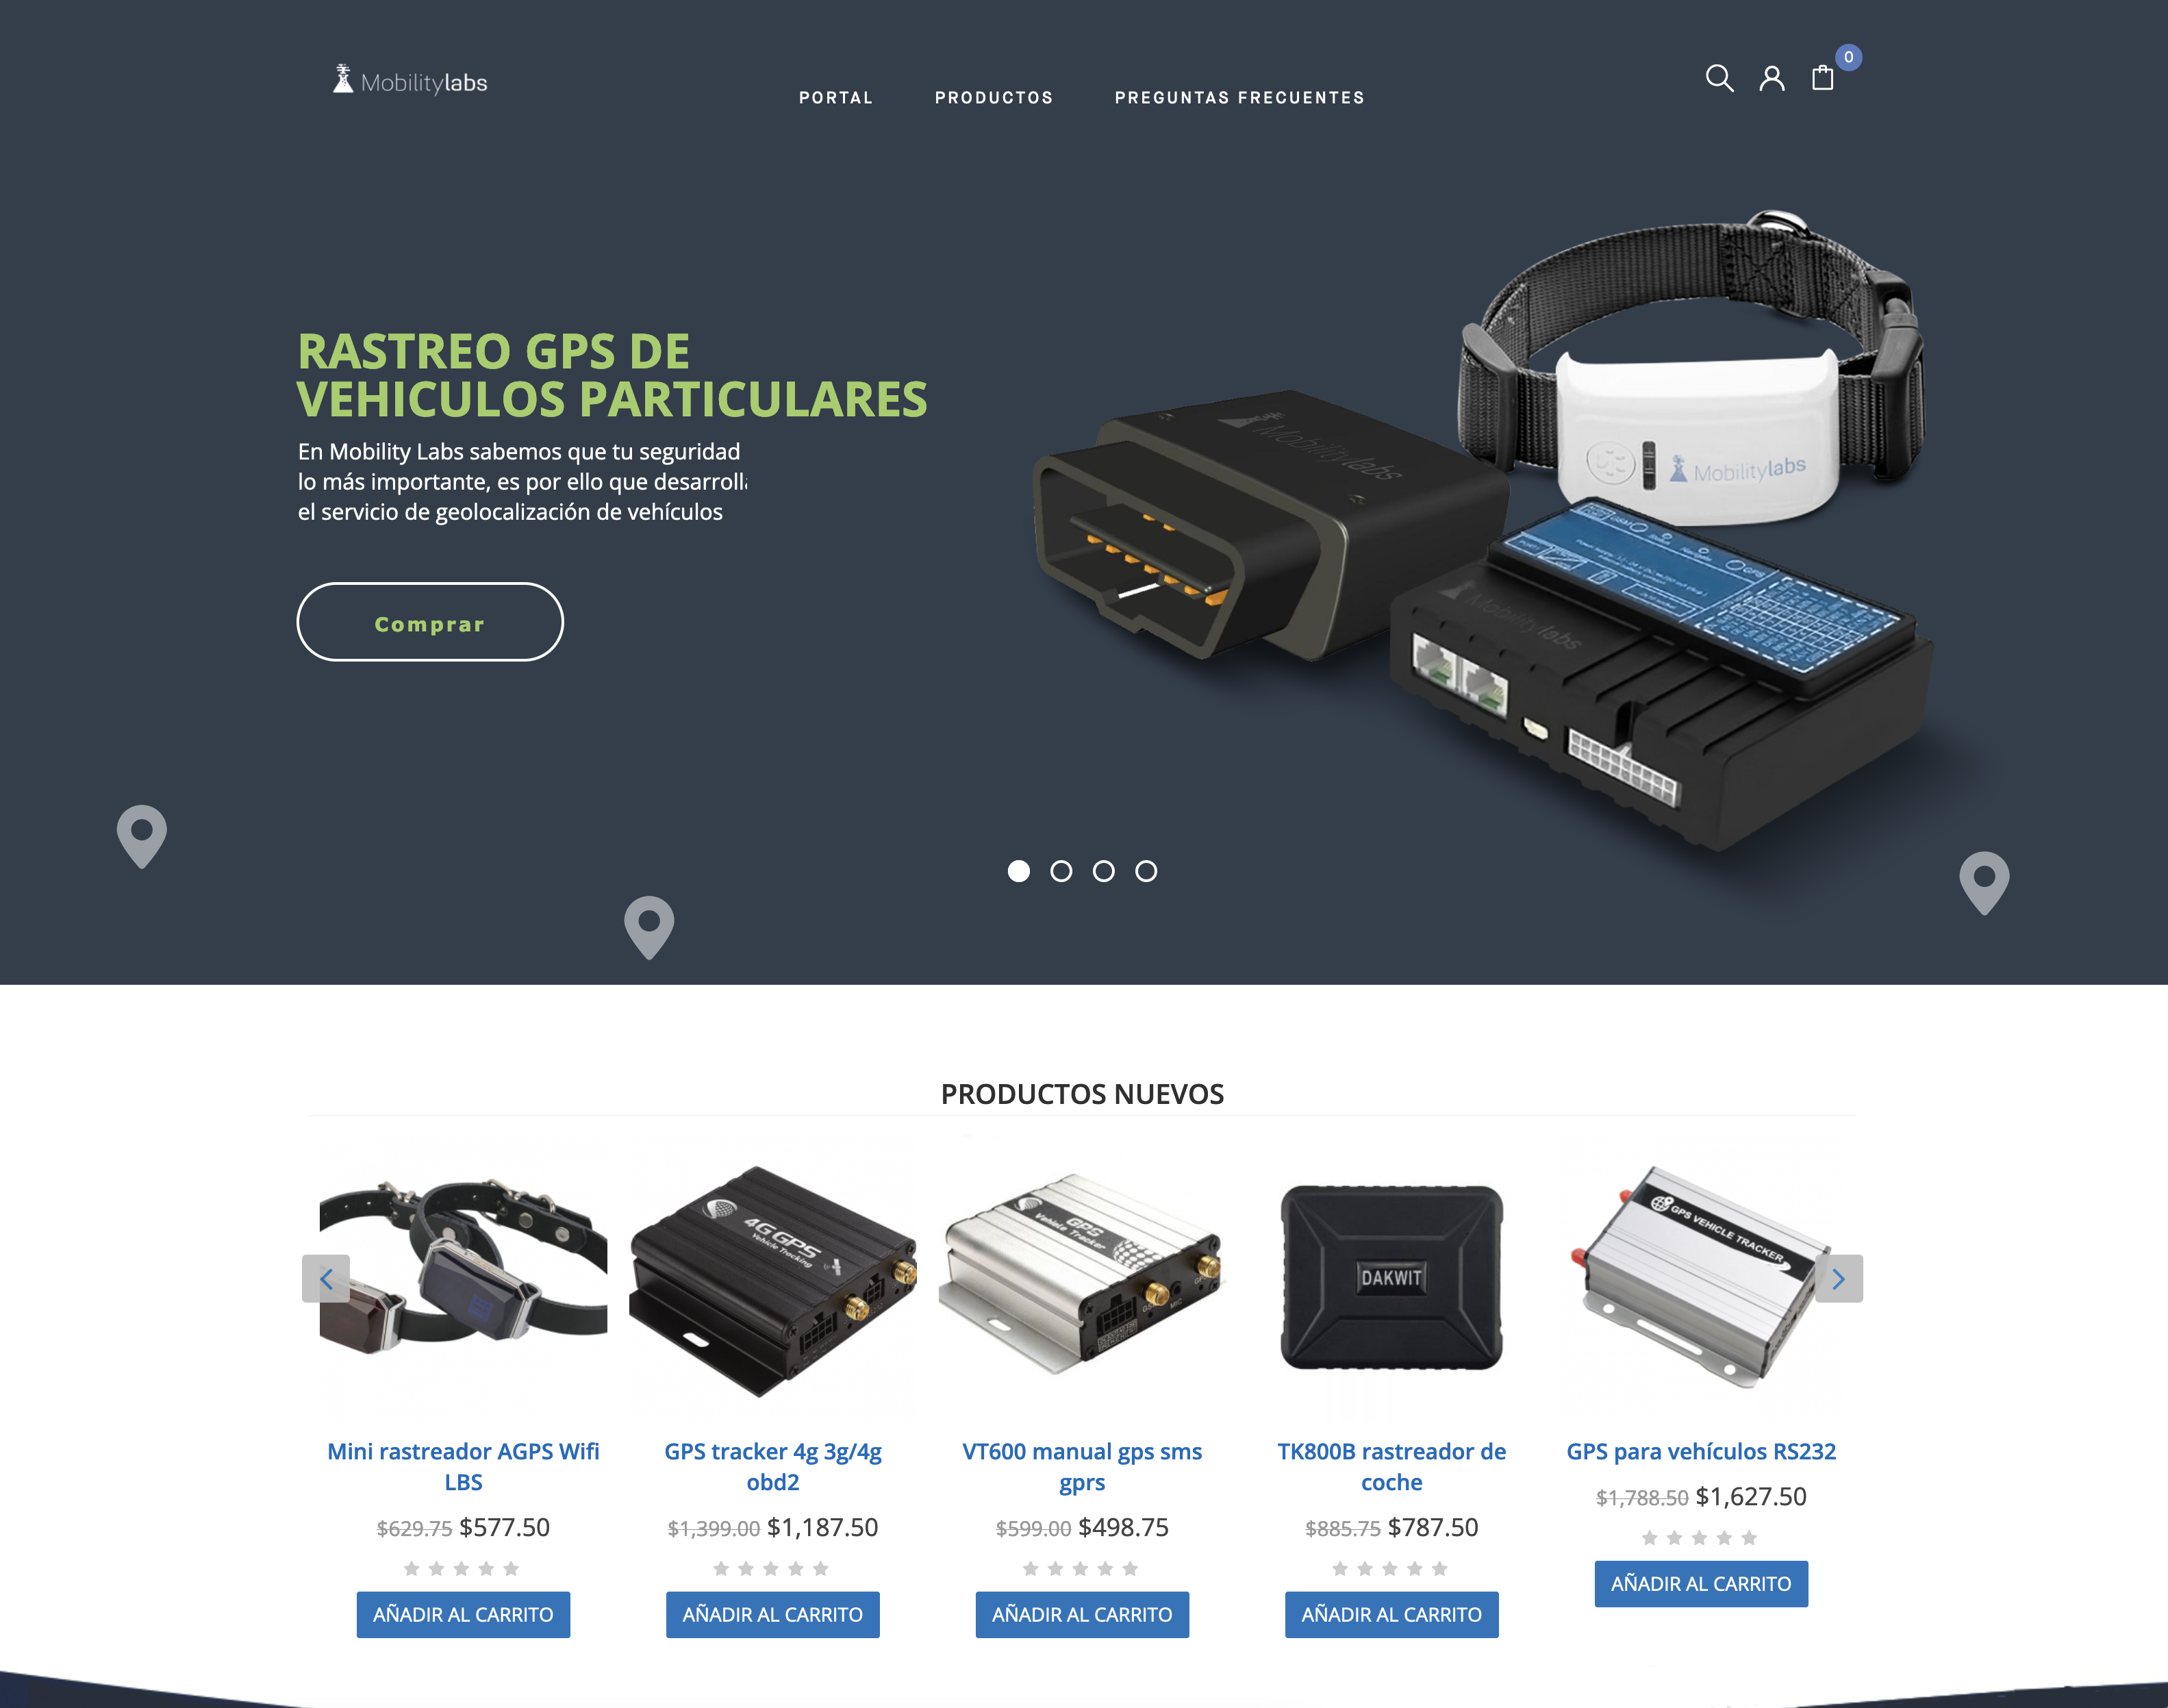 Mobilitylabs
PORTAL
PRODUCTOS
PREGUNTAS FRECUENTES
0
RASTREO GPS DE
VEHICULOS PARTICULARES
En Mobility Labs sabemos que tu seguridad
lo más importante, es por ello que
el servicio de geolocalización de vehículos
Comprar
Mobilitylabs
Mobilitylabs
GSM
GPS
Mobilitylabs
PRODUCTOS NUEVOS
4G GPS
Vehicle Tracking
GPS
Vehicle Tracker
MIC
DAKWIT
GPS VEHICLE TRACKER
Mini rastreador AGPS Wifi
LBS
$629.75 $577.50
AÑADIR AL CARRITO
GPS tracker 4g 3g/4g
obd2
$1,399.00 $1,187.50
AÑADIR AL CARRITO
VT600 manual gps sms
gprs
$599.00 $498.75
AÑADIR AL CARRITO
TK800B rastreador de
coche
$885.75 $787.50
AÑADIR AL CARRITO
GPS para vehículos RS232
$1,788.50 $1,627.50
AÑADIR AL CARRITO